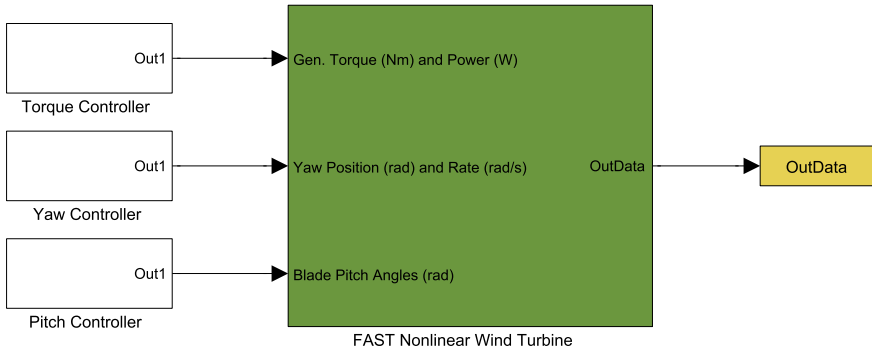 Out1
Gen. Torque (Nm) and Power (W)
Torque Controller
Out1
Yaw Position (rad) and Rate (rad/s)
OutData
OutData
Yaw Controller
Out1
Blade Pitch Angles (rad)
Pitch Controller
FAST Nonlinear Wind Turbine